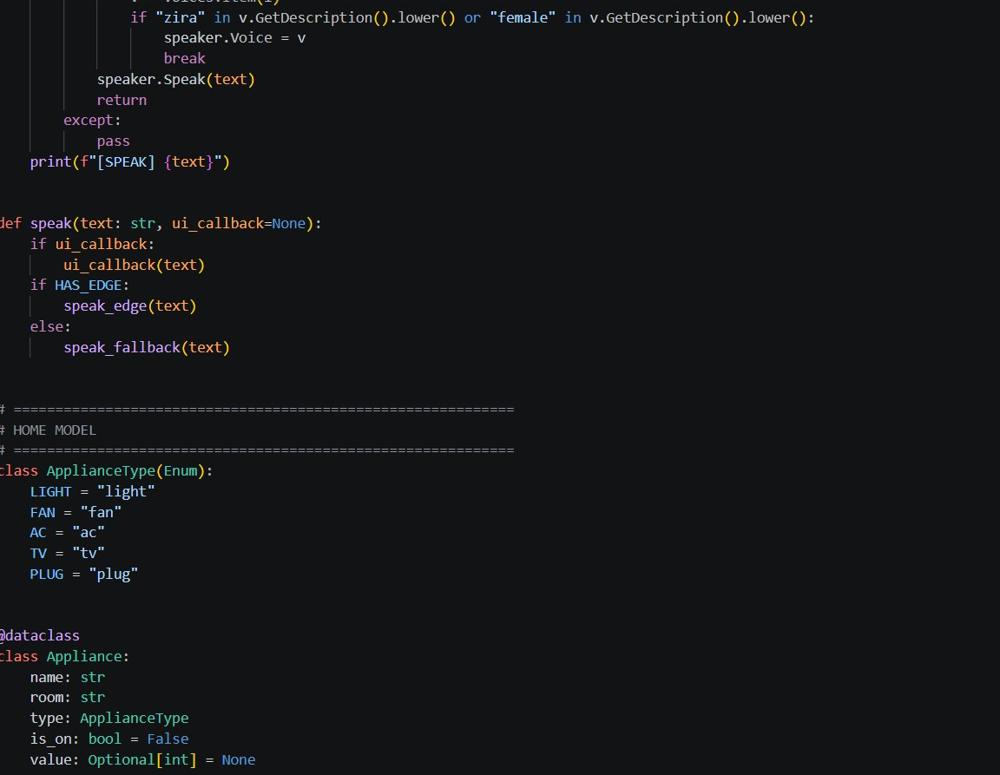 if "zira" in v.GetDescription().lower() or "female" in v.GetDescription().lower():
speaker.Voice = v
break
speaker.Speak(text)
return
except:
pass
print(f"[SPEAK] {text}")
def speak(text: str, ui_callback=None):
if ui_callback:
ui_callback(text)
if HAS_EDGE:
speak_edge(text)
else:
speak_fallback(text)
# ============================================================
# HOME MODEL
# ============================================================
class ApplianceType(Enum):
LIGHT = "light"
FAN = "fan"
AC = "ac"
TV = "tv"
PLUG = "plug"
@dataclass
class Appliance:
name: str
room: str
type: ApplianceType
is_on: bool = False
value: Optional[int] = None